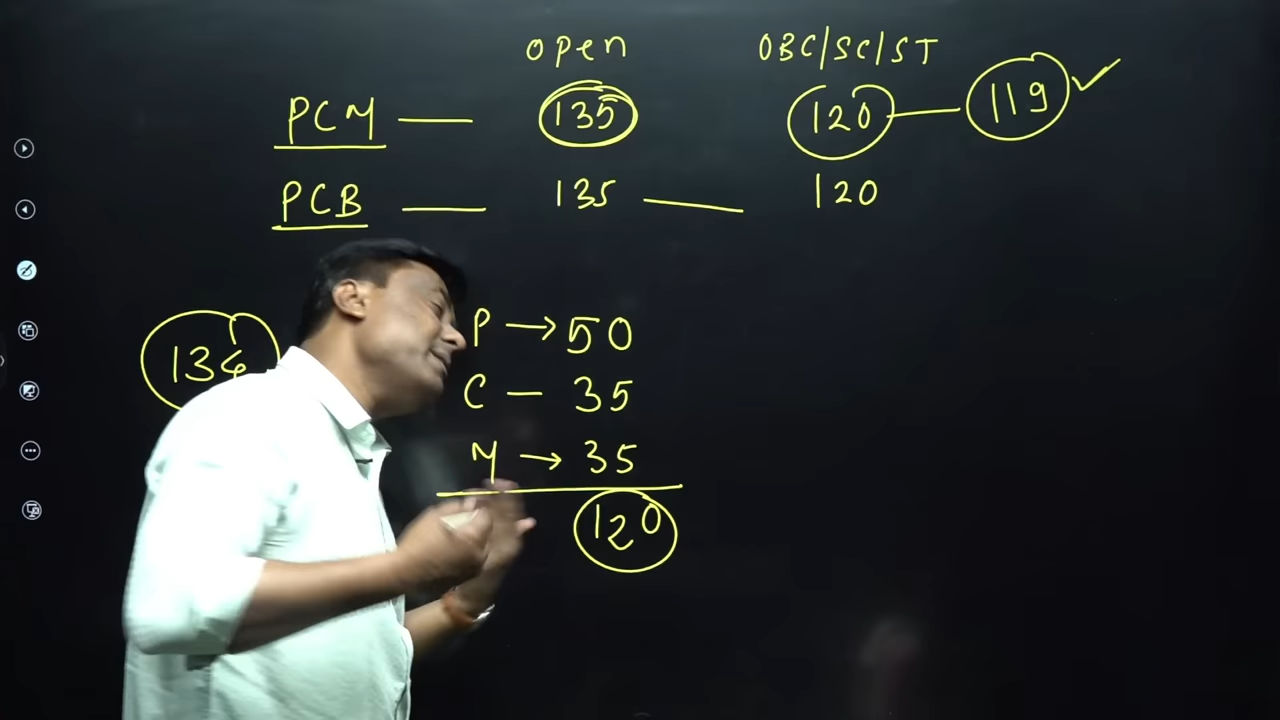 open OBC/SC/ST
PCM — 135 120 — 119 ✓
PCB — 135 — 120
P → 50
C — 35
M → 35
120